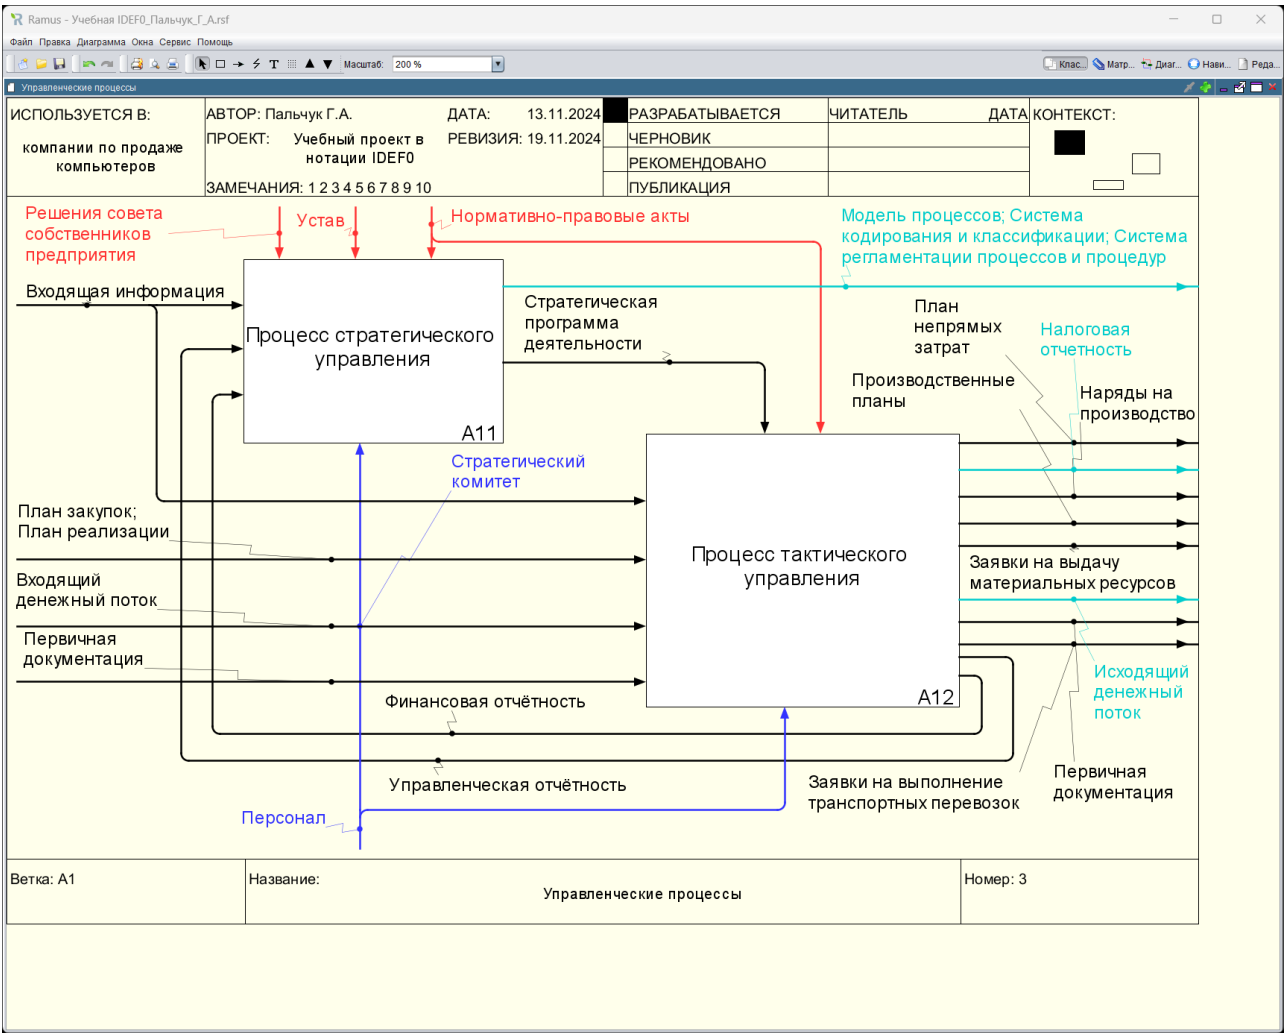 Ramus - Учебная IDEF0_Пальчук_Г_А.rsf
Файл Правка Диаграмма Окна Сервис Помощь
Масштаб: 200 %
Клас... Матр... Диаг... Нави... Реда...
Управленческие процессы
ИСПОЛЬЗУЕТСЯ В:
компании по продаже
компьютеров
АВТОР: Пальчук Г.А.
ДАТА: 13.11.2024
ПРОЕКТ: Учебный проект в
нотации IDEF0
РЕВИЗИЯ: 19.11.2024
ЗАМЕЧАНИЯ: 1 2 3 4 5 6 7 8 9 10
РАЗРАБАТЫВАЕТСЯ
ЧЕРНОВИК
РЕКОМЕНДОВАНО
ПУБЛИКАЦИЯ
ЧИТАТЕЛЬ
ДАТА
КОНТЕКСТ:
Решения совета
собственников
предприятия
Устав
Нормативно-правовые акты
Модель процессов; Система
кодирования и классификации; Система
регламентации процессов и процедур
Входящая информация
Процесс стратегического
управления
A11
Стратегическая
программа
деятельности
План
непрямых
затрат
Налоговая
отчетность
Производственные
планы
Наряды на
производство
Стратегический
комитет
План закупок;
План реализации
Процесс тактического
управления
A12
Заявки на выдачу
материальных ресурсов
Входящий
денежный поток
Первичная
документация
Исходящий
денежный
поток
Финансовая отчётность
Управленческая отчётность
Заявки на выполнение
транспортных перевозок
Первичная
документация
Персонал
Ветка: A1
Название:
Управленческие процессы
Номер: 3